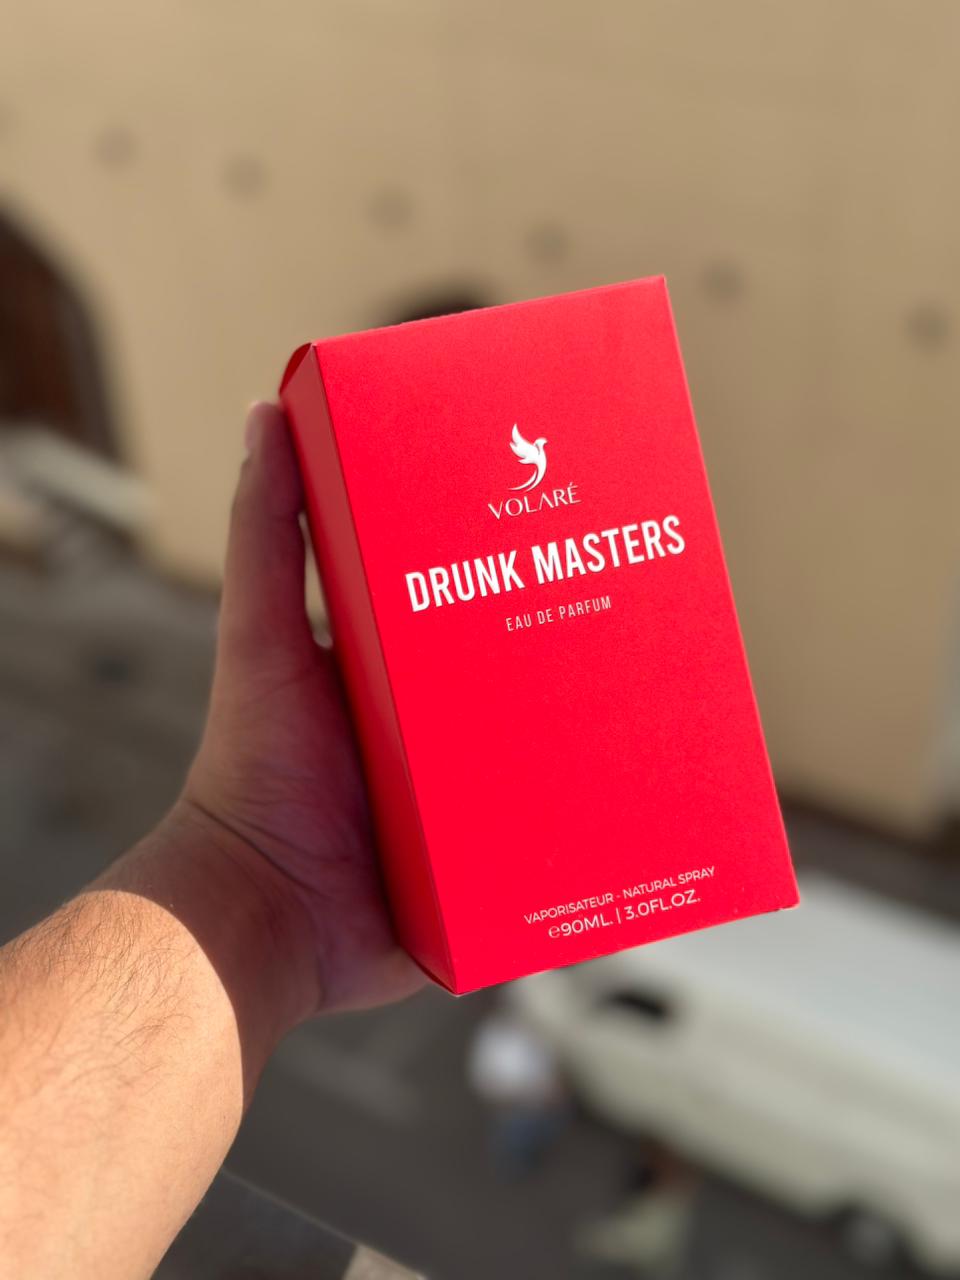 VOLARÉ
DRUNK MASTERS
EAU DE PARFUM
VAPORISATEUR - NATURAL SPRAY
℮90ML. | 3.0FL.OZ.